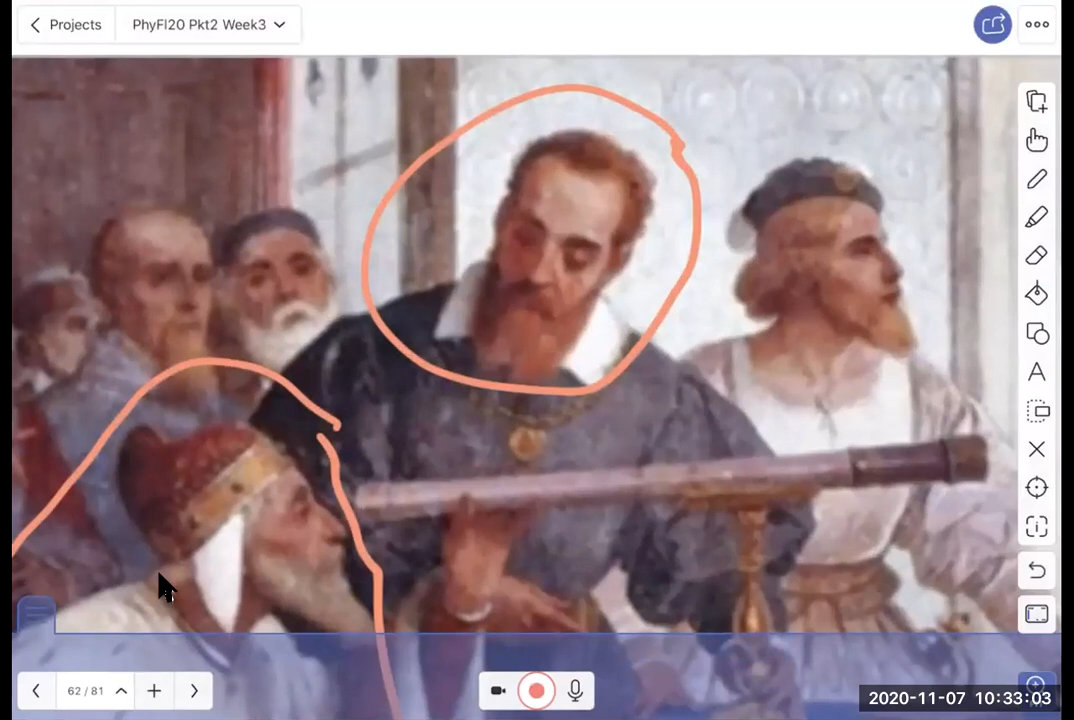 Projects
PhyFl20 Pkt2 Week3
A
62 / 81
2020-11-07 10:33:03